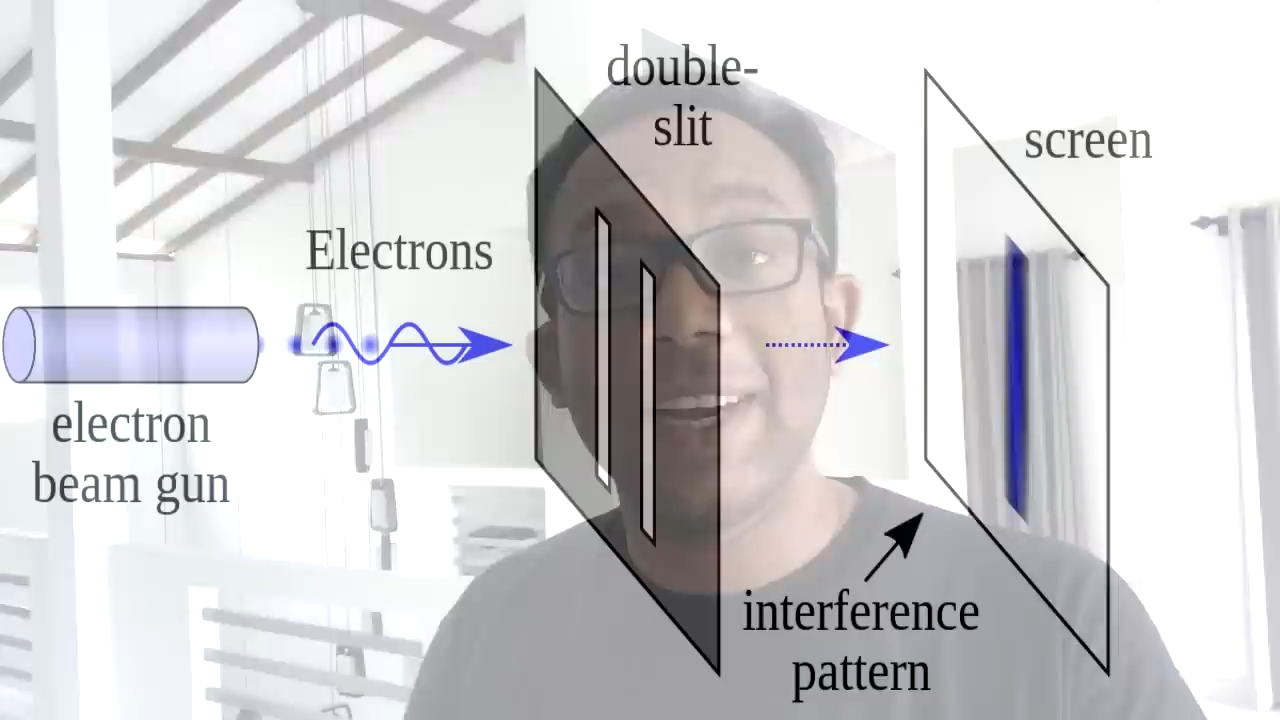 double-
slit
screen
Electrons
electron
beam gun
interference
pattern